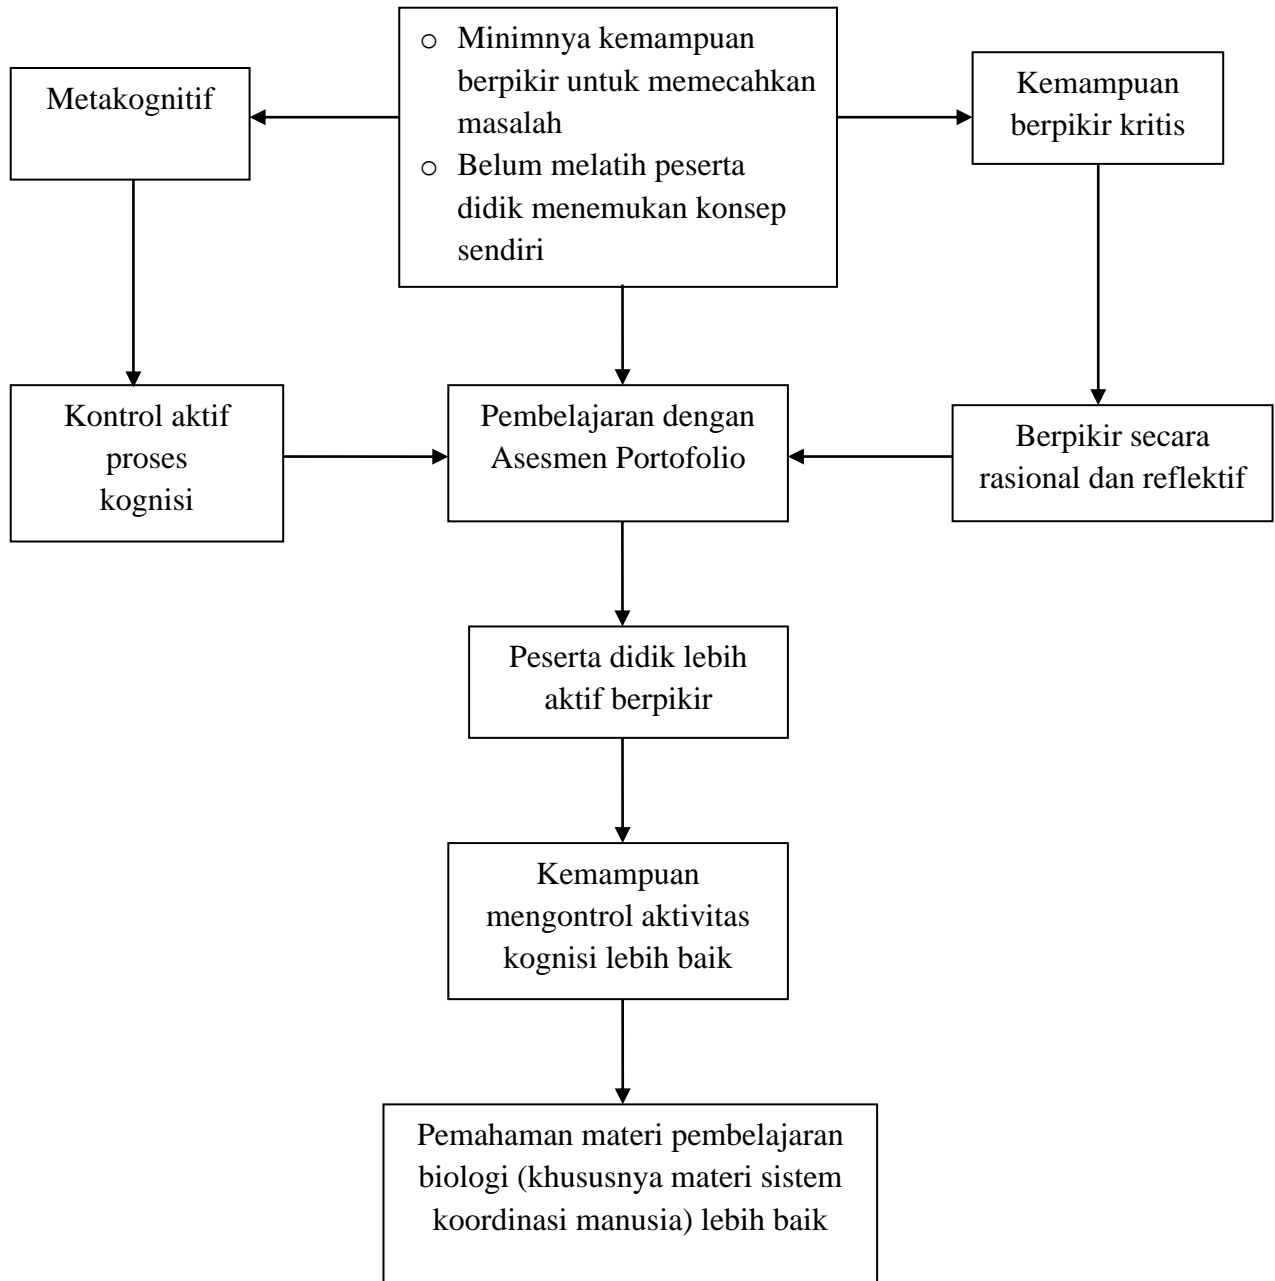 o Minimnya kemampuan
berpikir untuk memecahkan
masalah
o Belum melatih peserta
didik menemukan konsep
sendiri
Metakognitif
Kemampuan
berpikir kritis
Kontrol aktif
proses
kognisi
Pembelajaran dengan
Asesmen Portofolio
Berpikir secara
rasional dan reflektif
Peserta didik lebih
aktif berpikir
Kemampuan
mengontrol aktivitas
kognisi lebih baik
Pemahaman materi pembelajaran
biologi (khususnya materi sistem
koordinasi manusia) lebih baik